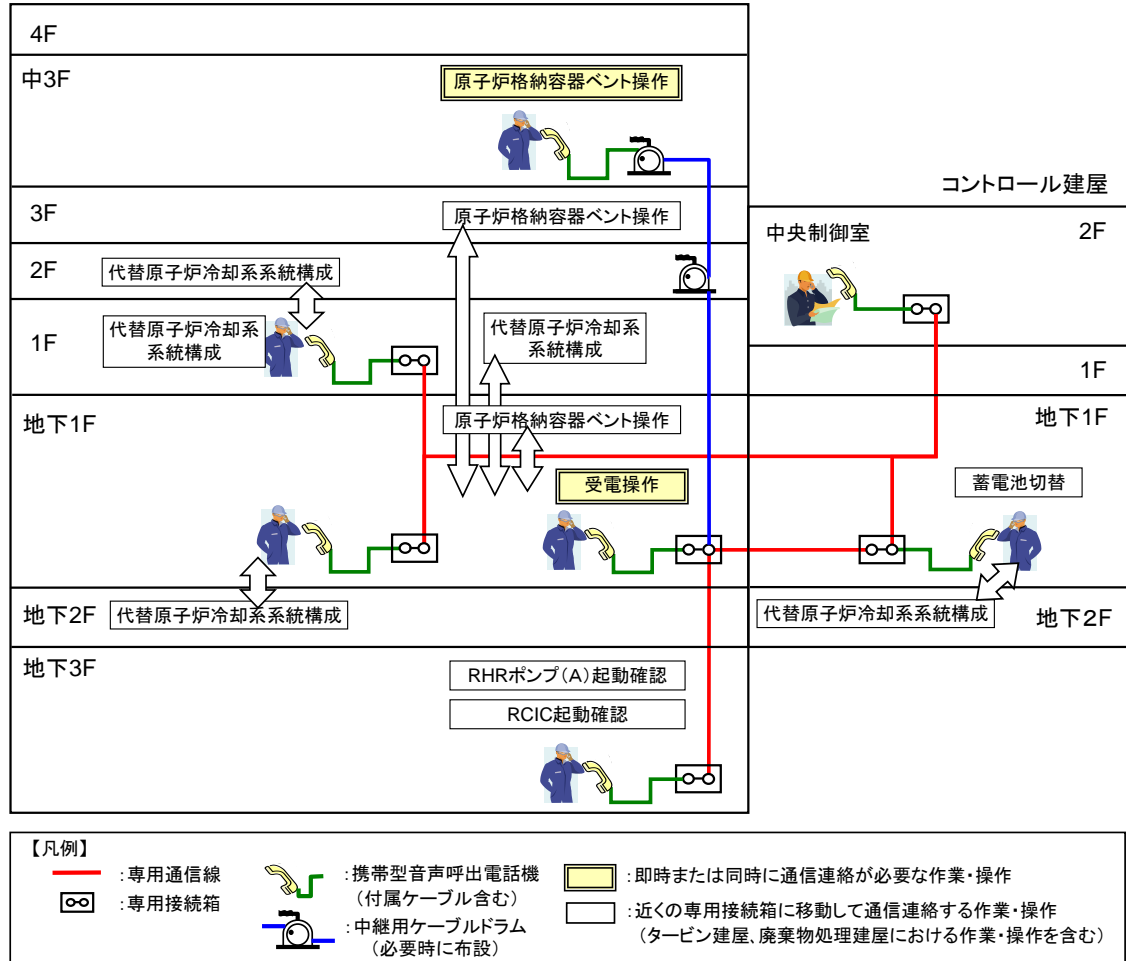 4F
中3F
原子炉格納容器ベント操作
コントロール建屋
3F
原子炉格納容器ベント操作
中央制御室
2F
2F
代替原子炉冷却系系統構成
1F
代替原子炉冷却系
系統構成
代替原子炉冷却系
系統構成
1F
地下1F
原子炉格納容器ベント操作
地下1F
受電操作
蓄電池切替
地下2F
代替原子炉冷却系系統構成
代替原子炉冷却系系統構成
地下2F
地下3F
RHRポンプ(A)起動確認
RCIC起動確認
【凡例】
:専用通信線
:専用接続箱
:携帯型音声呼出電話機
(付属ケーブル含む)
:中継用ケーブルドラム
(必要時に布設)
:即時または同時に通信連絡が必要な作業・操作
:近くの専用接続箱に移動して通信連絡する作業・操作
(タービン建屋、廃棄物処理建屋における作業・操作を含む)